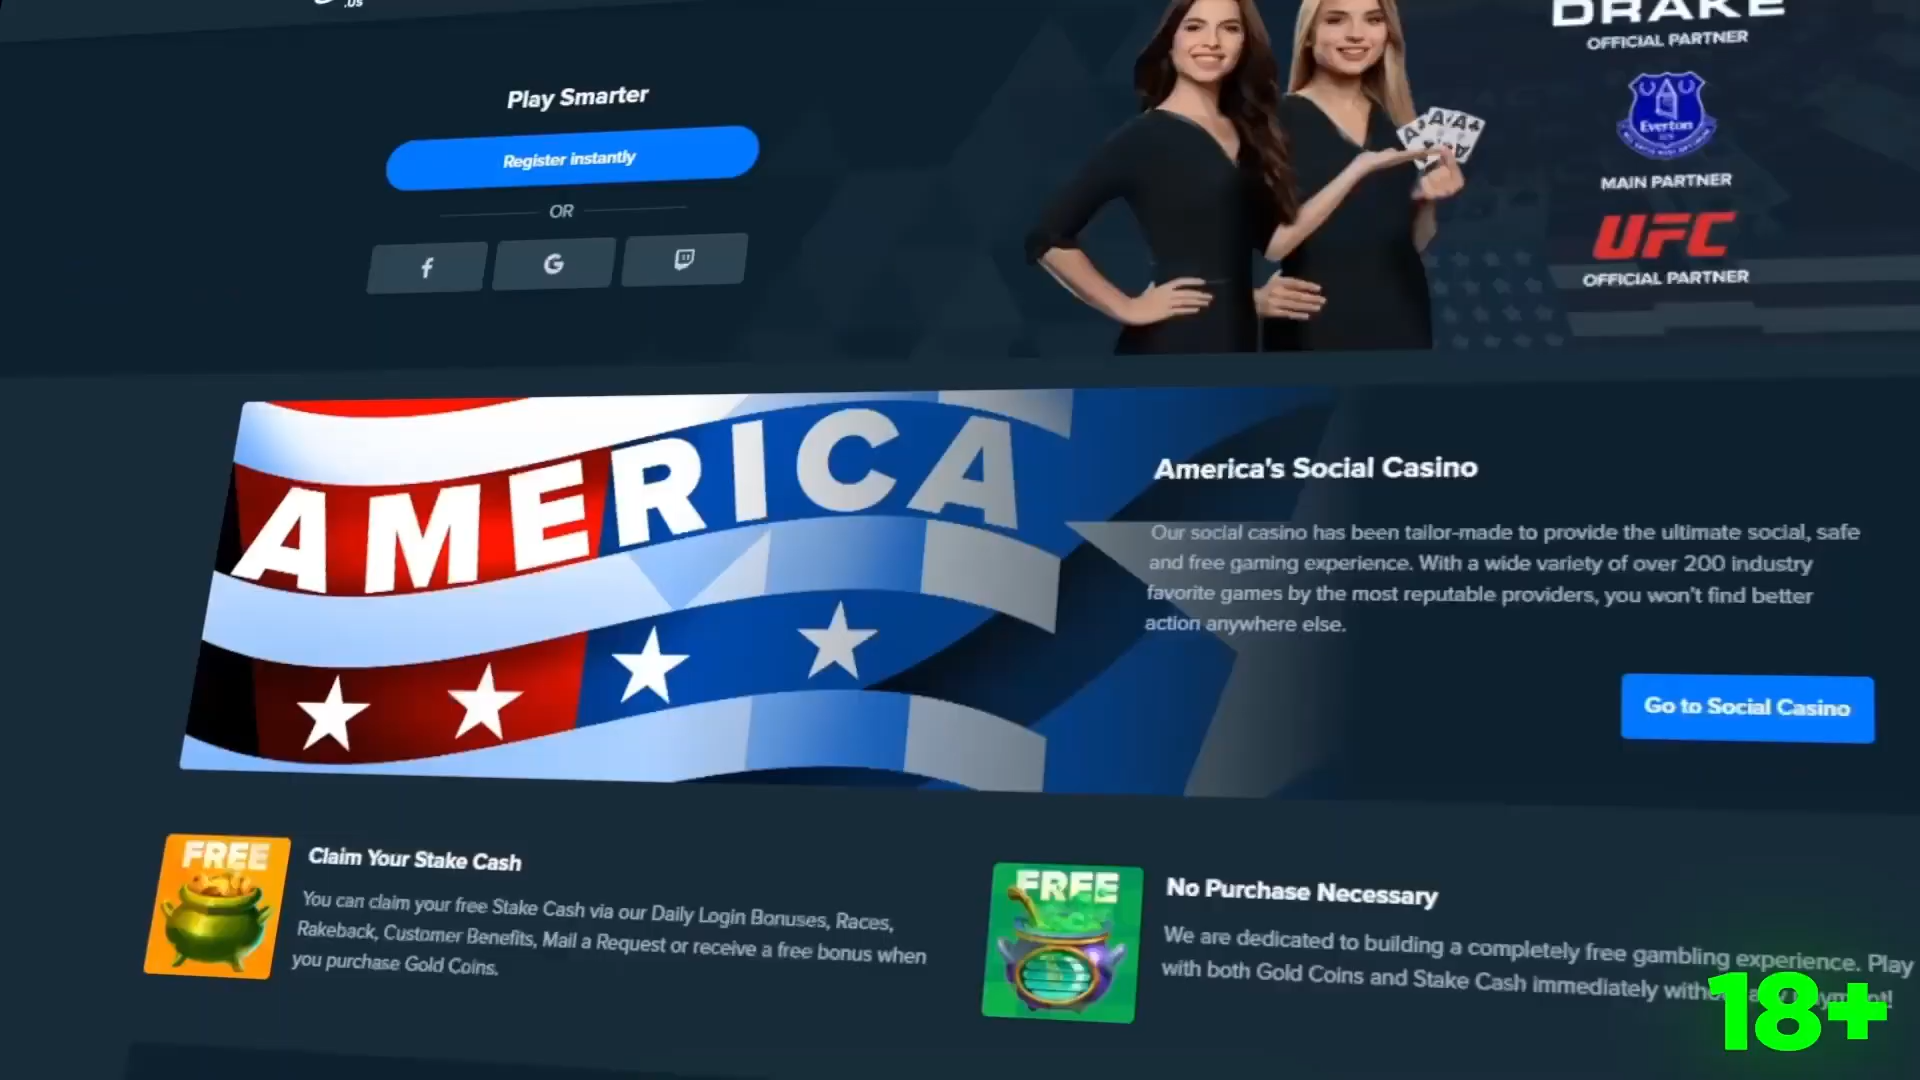 .us
DRAKE
OFFICIAL PARTNER
Play Smarter
Register instantly
OR
Everton
MAIN PARTNER
UFC
OFFICIAL PARTNER
AMERICA
America's Social Casino
Our social casino has been tailor-made to provide the ultimate social, safe
and free gaming experience. With a wide variety of over 200 industry
favorite games by the most reputable providers, you won't find better
action anywhere else.
Go to Social Casino
FREE
Claim Your Stake Cash
You can claim your free Stake Cash via our Daily Login Bonuses, Races,
Rakeback, Customer Benefits, Mail a Request or receive a free bonus when
you purchase Gold Coins.
FREE
No Purchase Necessary
We are dedicated to building a completely free gambling experience. Play
with both Gold Coins and Stake Cash immediately without any payment!
18+